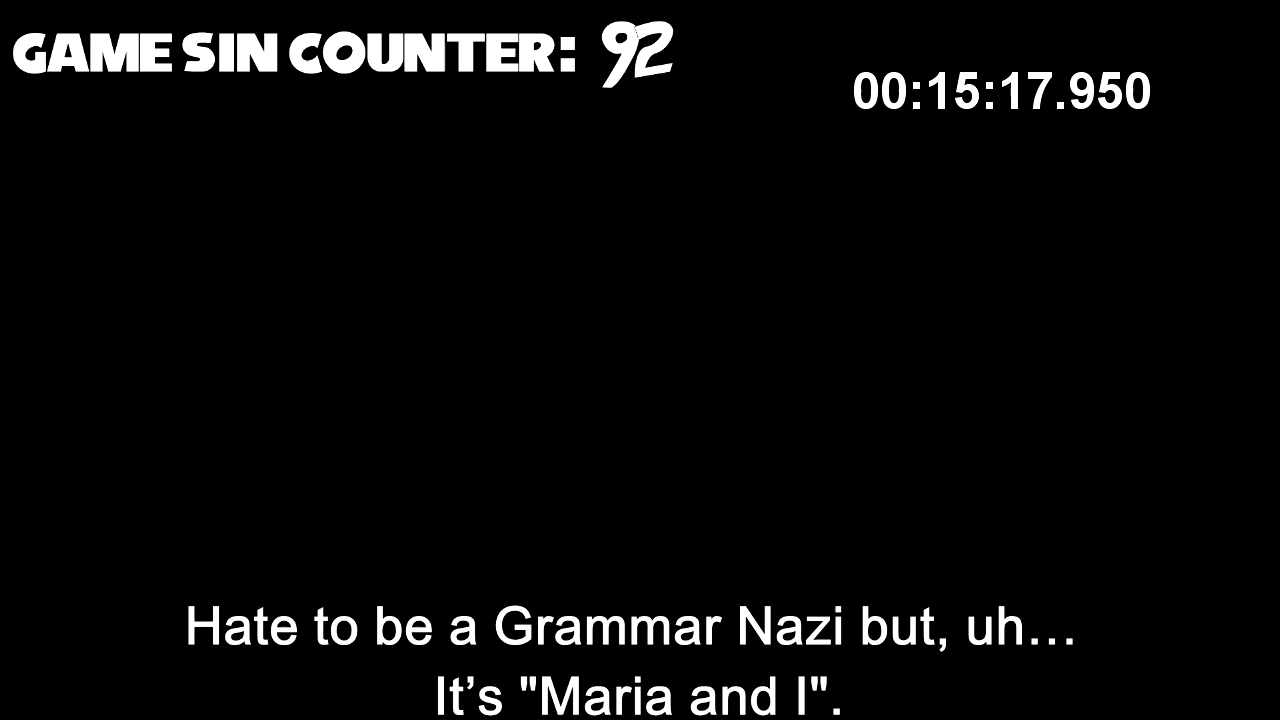 GAME SIN COUNTER: 92
00:15:17.950
Hate to be a Grammar Nazi but, uh…
It’s "Maria and I".